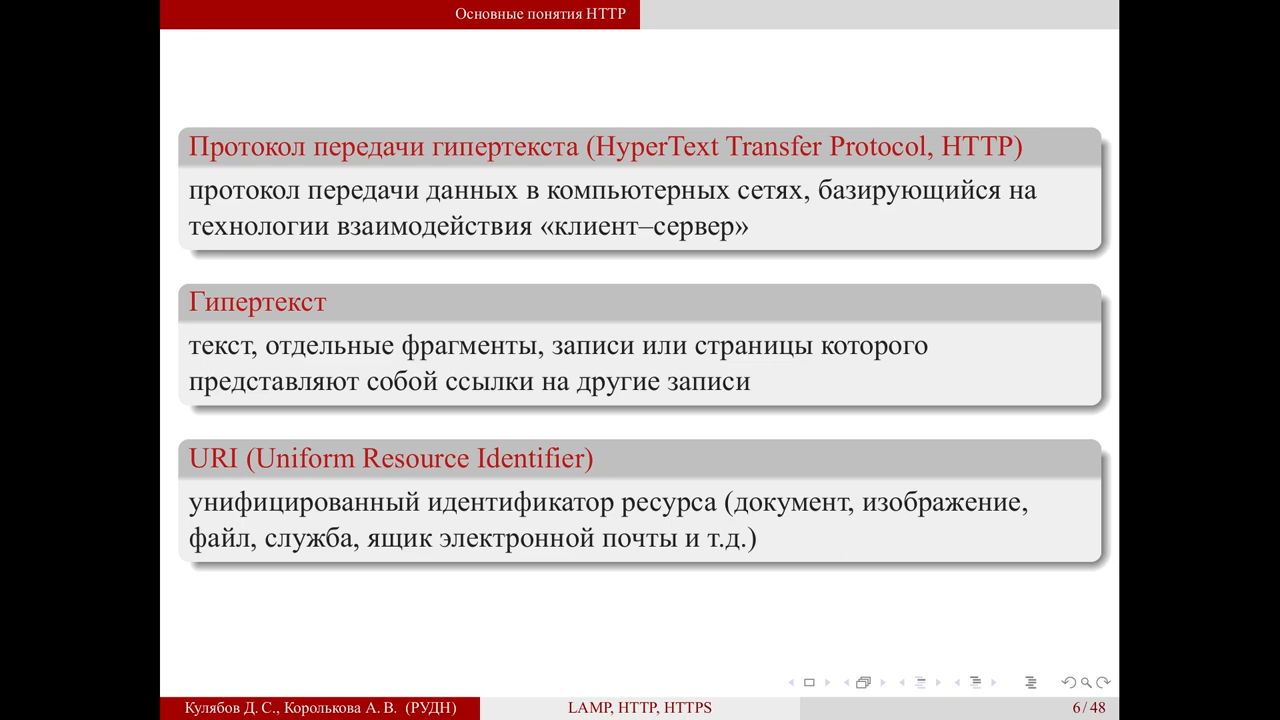 Основные понятия HTTP
Протокол передачи гипертекста (HyperText Transfer Protocol, HTTP)
протокол передачи данных в компьютерных сетях, базирующийся на
технологии взаимодействия «клиент–сервер»
Гипертекст
текст, отдельные фрагменты, записи или страницы которого
представляют собой ссылки на другие записи
URI (Uniform Resource Identifier)
унифицированный идентификатор ресурса (документ, изображение,
файл, служба, ящик электронной почты и т.д.)
Кулябов Д. С., Королькова А. В. (РУДН)
LAMP, HTTP, HTTPS
6 / 48